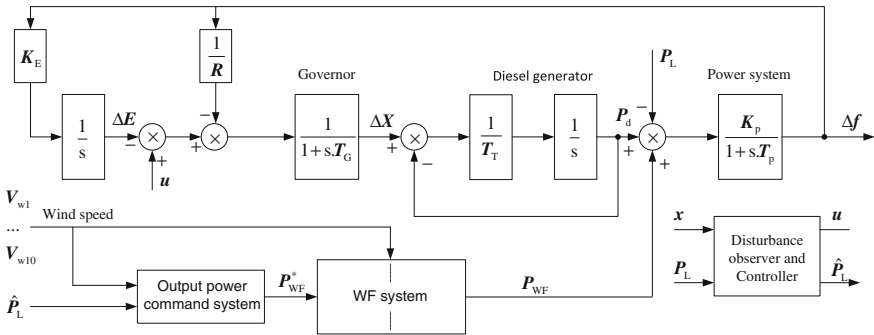 K_E
1
R
Governor
Diesel generator
P_L
Power system
1
s
ΔE
−
+
u
−
+
1
1 + s.T_G
ΔX
+
−
1
T_T
1
s
P_d
−
+
+
K_p
1 + s.T_p
Δf
V_w1
...
V_w10
Wind speed
P̂_L
Output power
command system
P*_WF
WF system
P_WF
x
P_L
Disturbance
observer and
Controller
u
P̂_L